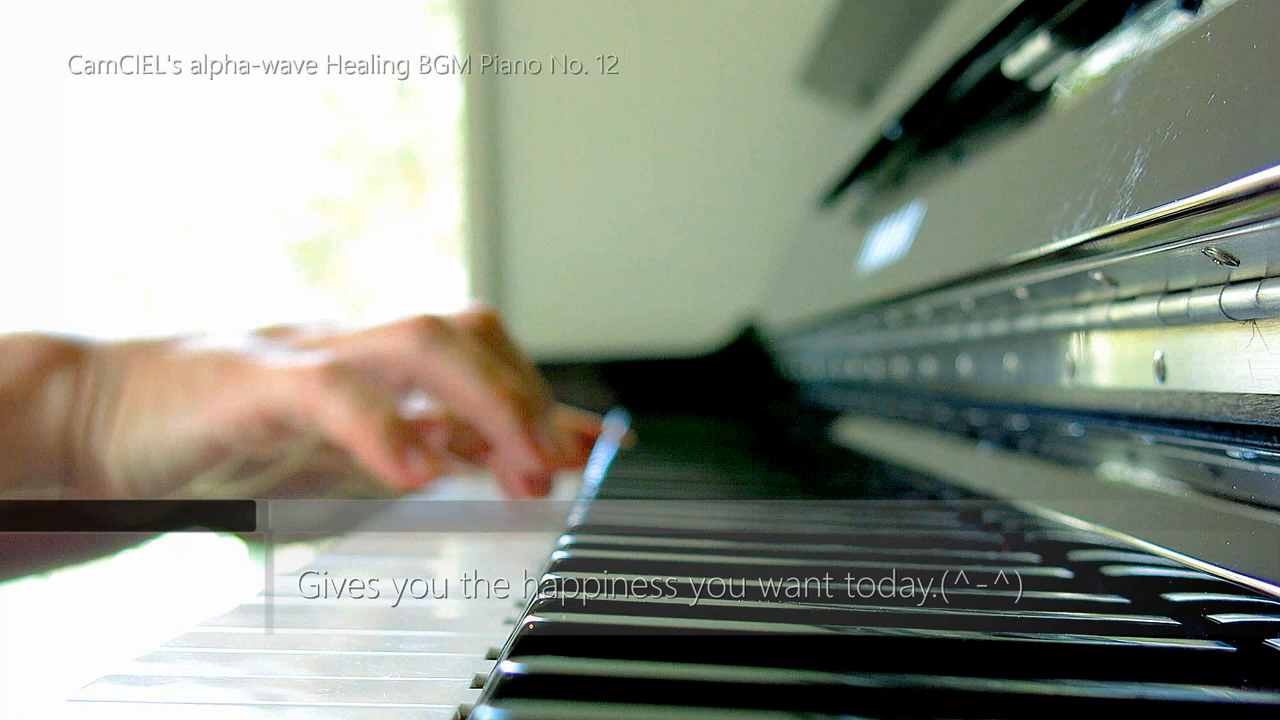 CamCIEL's alpha-wave Healing BGM Piano No. 12
Gives you the happiness you want today.(^-^)